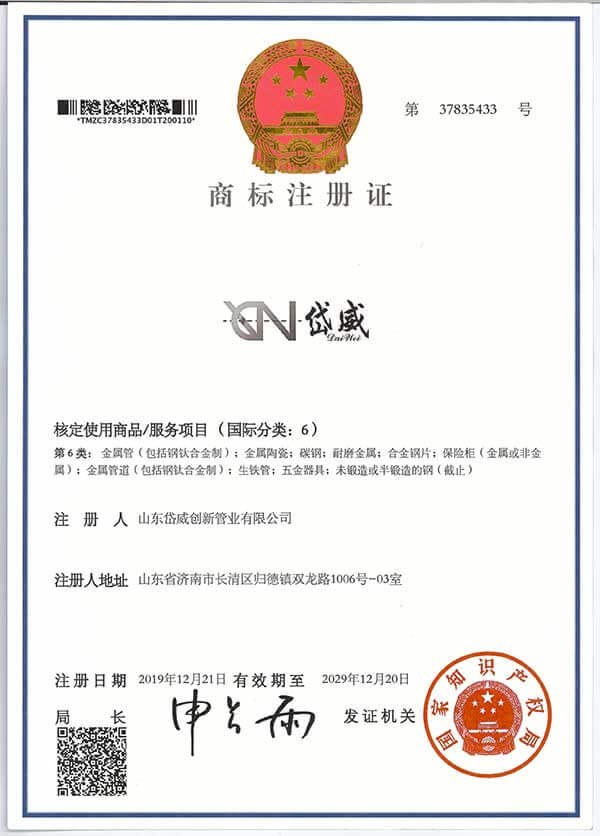 *TMZC37835433D01T200110*
第 37835433 号
商标注册证
岱威
DaiWei
核定使用商品/服务项目（国际分类：6）
第6类：金属管（包括钢钛合金制）；金属陶瓷；碳钢；耐磨金属；合金钢片；保险柜（金属或非金
属）；金属管道（包括钢钛合金制）；生铁管；五金器具；未锻造或半锻造的钢（截止）
注册人 山东岱威创新管业有限公司
注册人地址 山东省济南市长清区归德镇双龙路1006号-03室
注册日期 2019年12月21日 有效期至 2029年12月20日
局长 申长雨 发证机关
国家知识产权局